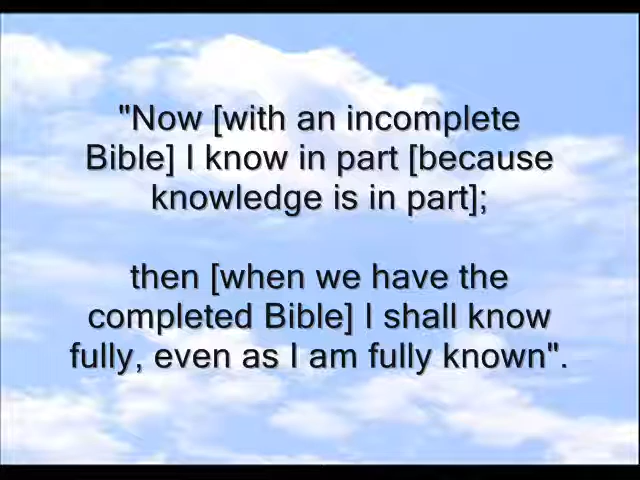 "Now [with an incomplete
Bible] I know in part [because
knowledge is in part];
then [when we have the
completed Bible] I shall know
fully, even as I am fully known".